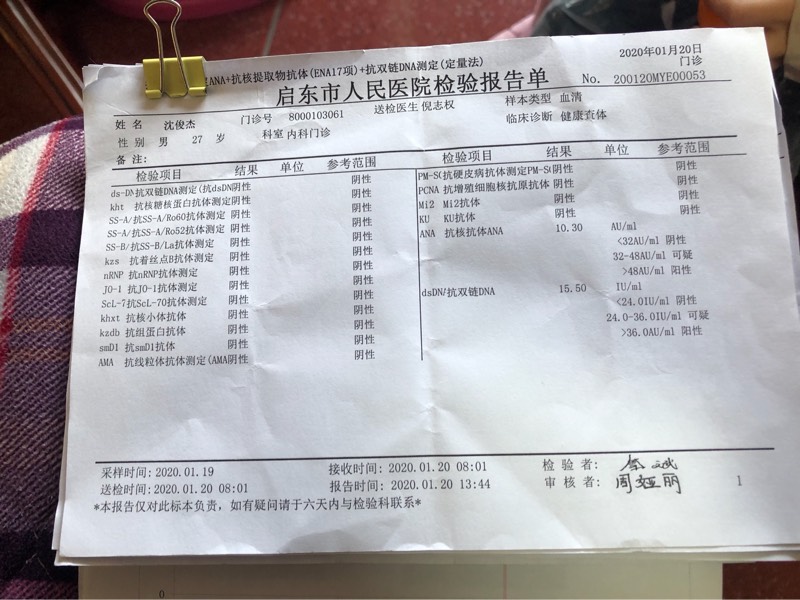 ANA+抗核提取物抗体(ENA17项)+抗双链DNA测定(定量法)
2020年01月20日
启东市人民医院检验报告单
门诊
No. 200120MYE00053
姓 名 沈俊杰 门诊号 8000103061 送检医生 倪志权 样本类型 血清
性 别 男 27 岁 科室 内科门诊 临床诊断 健康查体
备 注:
检验项目 结果 单位 参考范围
ds-DN抗双链DNA测定(抗dsDN阴性 阴性
kht 抗核糖核蛋白抗体测定阴性 阴性
SS-A/抗SS-A/Ro60抗体测定 阴性 阴性
SS-A/抗SS-A/Ro52抗体测定 阴性 阴性
SS-B/抗SS-B/La抗体测定 阴性 阴性
kzs 抗着丝点B抗体测定 阴性 阴性
nRNP 抗nRNP抗体测定 阴性 阴性
JO-1 抗JO-1抗体测定 阴性 阴性
ScL-7抗ScL-70抗体测定 阴性 阴性
khxt 抗核小体抗体 阴性 阴性
kzdb 抗组蛋白抗体 阴性 阴性
smD1 抗smD1抗体 阴性 阴性
AMA 抗线粒体抗体测定(AMA阴性 阴性
检验项目 结果 单位 参考范围
PM-SC抗硬皮病抗体测定PM-SC阴性 阴性
PCNA 抗增殖细胞核抗原抗体 阴性 阴性
Mi2 Mi2抗体 阴性 阴性
KU KU抗体 阴性 阴性
ANA 抗核抗体ANA 10.30 AU/ml
<32AU/ml 阴性
32-48AU/ml 可疑
>48AU/ml 阳性
dsDNA/抗双链DNA 15.50 IU/ml
<24.0IU/ml 阴性
24.0-36.0IU/ml 可疑
>36.0AU/ml 阳性
采样时间: 2020.01.19 接收时间: 2020.01.20 08:01 检 验 者:
送检时间: 2020.01.20 08:01 报告时间: 2020.01.20 13:44 审 核 者: 周娅丽 1
*本报告仅对此标本负责,如有疑问请于六天内与检验科联系*
0